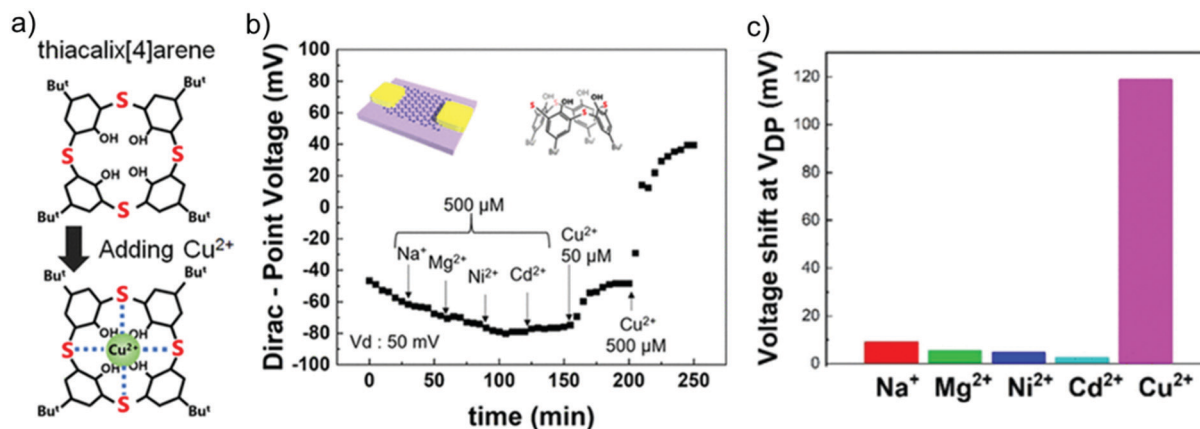 a)
thiacalix[4]arene
Buᵗ
Buᵗ
S
OH
OH
S
S
OH
OH
Buᵗ
S
Buᵗ
Adding Cu²⁺
Buᵗ
Buᵗ
S
OH
OH
S
Cu²⁺
S
OH
OH
Buᵗ
S
Buᵗ
b)
Dirac - Point Voltage (mV)
100
80
60
40
20
0
-20
-40
-60
-80
-100
500 µM
Na⁺
Mg²⁺
Ni²⁺
Cd²⁺
Cu²⁺
50 µM
Cu²⁺
500 µM
Vd : 50 mV
0
50
100
150
200
250
time (min)
c)
Voltage shift at V_DP (mV)
120
100
80
60
40
20
0
Na⁺
Mg²⁺
Ni²⁺
Cd²⁺
Cu²⁺